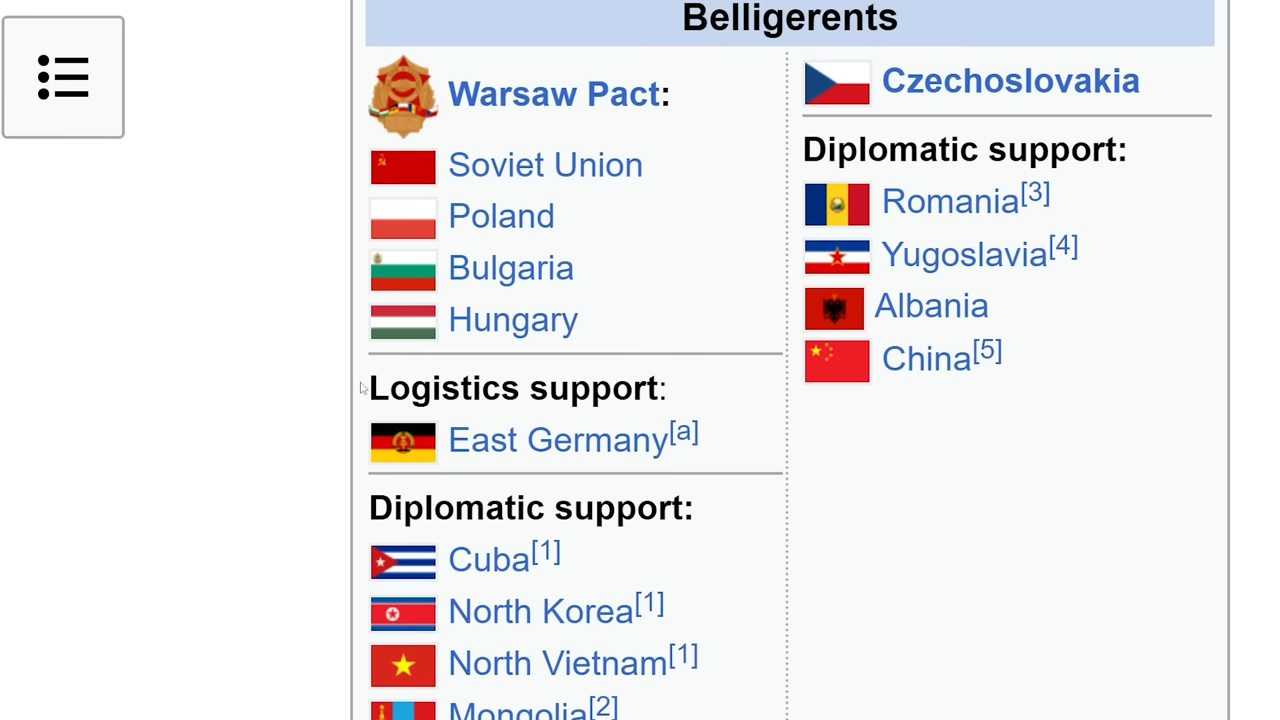 Belligerents
Warsaw Pact:
Soviet Union
Poland
Bulgaria
Hungary
Logistics support:
East Germany[a]
Diplomatic support:
Cuba[1]
North Korea[1]
North Vietnam[1]
Mongolia[2]
Czechoslovakia
Diplomatic support:
Romania[3]
Yugoslavia[4]
Albania
China[5]